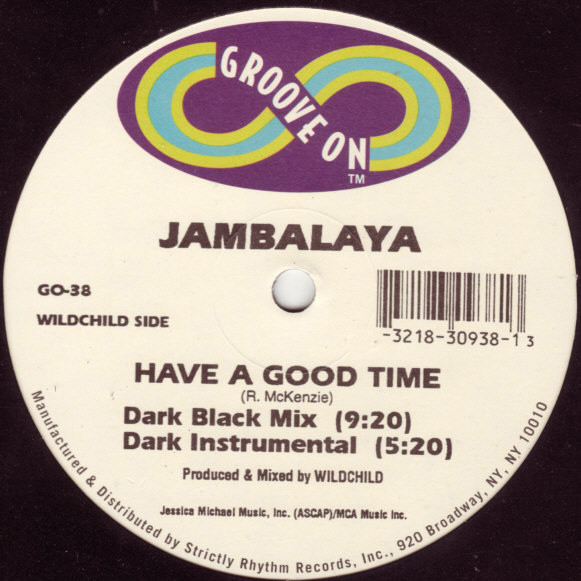 GROOVE ON
TM
JAMBALAYA
GO-38
WILDCHILD SIDE
-3218-30938-1 3
HAVE A GOOD TIME
(R. McKenzie)
Dark Black Mix (9:20)
Dark Instrumental (5:20)
Produced & Mixed by WILDCHILD
Jessica Michael Music, Inc. (ASCAP)/MCA Music Inc.
Manufactured & Distributed by Strictly Rhythm Records, Inc., 920 Broadway, NY, NY 10010